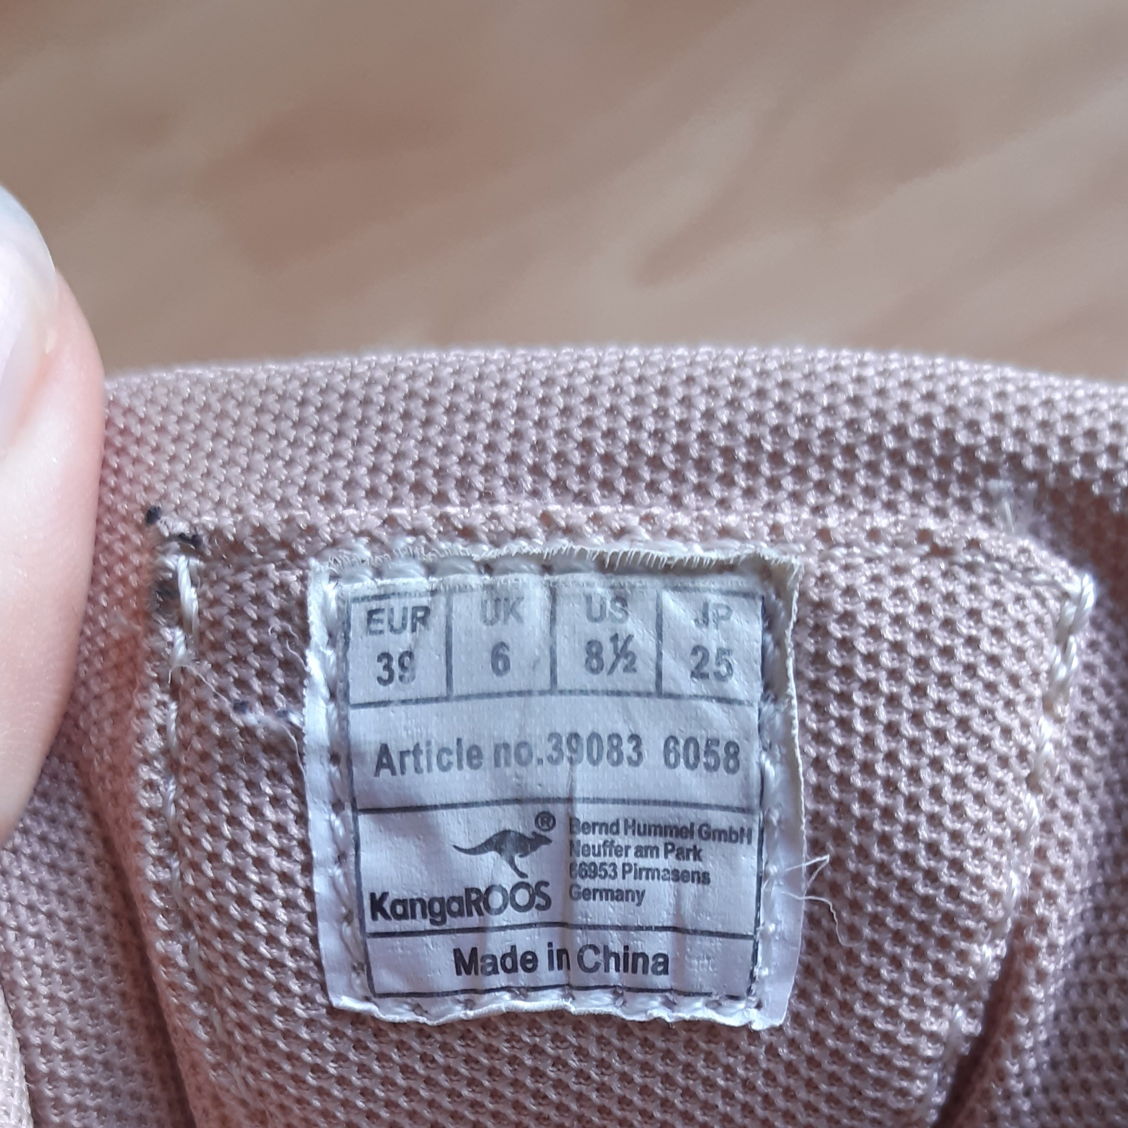 EUR UK US JP
39 6 8½ 25
Article no.39083 6058
®
KangaROOS
Bernd Hummel GmbH
Neuffer am Park
66953 Pirmasens
Germany
Made in China